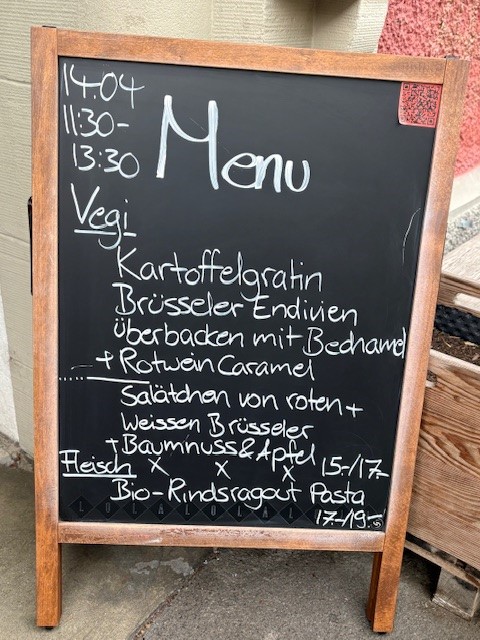 14.04
11:30-
13:30
Menu
Vegi
Kartoffelgratin
Brüsseler Endivien
überbacken mit Bechamel
+ Rotwein Caramel
Salätchen von roten +
weissen Brüsseler
+ Baumnuss & Apfel
15.-/17.-
Fleisch x x x
Bio-Rindsragout Pasta
17.-/19.-